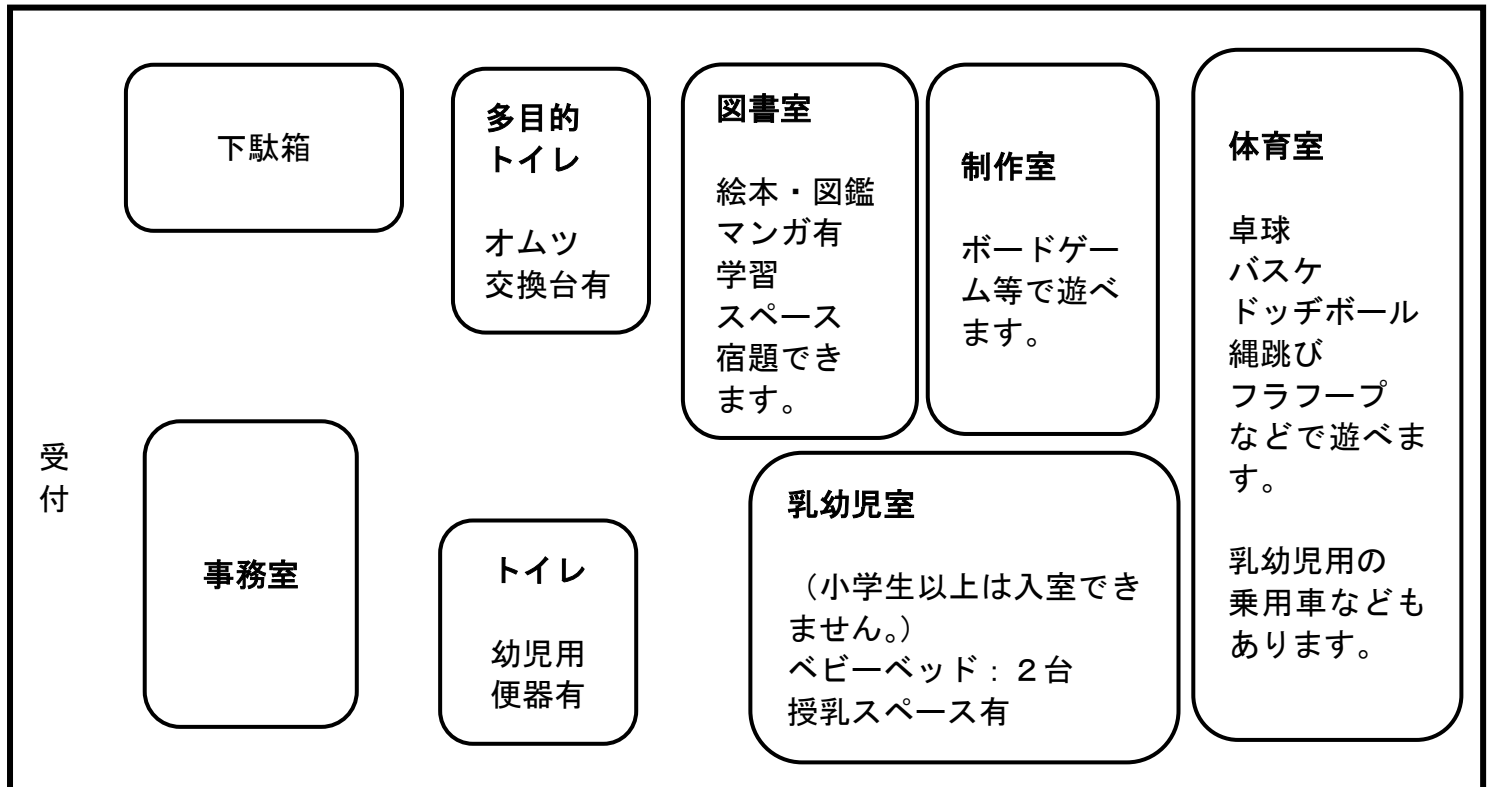 下駄箱
多目的
トイレ
オムツ
交換台有
図書室
絵本・図鑑
マンガ有
学習
スペース
宿題でき
ます。
制作室
ボードゲー
ム等で遊べ
ます。
体育室
卓球
バスケ
ドッヂボール
縄跳び
フラフープ
などで遊べま
す。
乳幼児用の
乗用車なども
あります。
受
付
事務室
トイレ
幼児用
便器有
乳幼児室
（小学生以上は入室でき
ません。）
ベビーベッド：２台
授乳スペース有